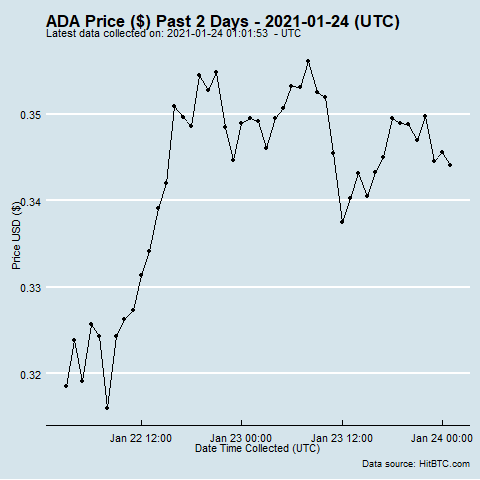 ADA Price ($) Past 2 Days - 2021-01-24 (UTC)
Latest data collected on: 2021-01-24 01:01:53 - UTC
Price USD ($)
0.35
0.34
0.33
0.32
Jan 22 12:00 Jan 23 00:00 Jan 23 12:00 Jan 24 00:00
Date Time Collected (UTC)
Data source: HitBTC.com